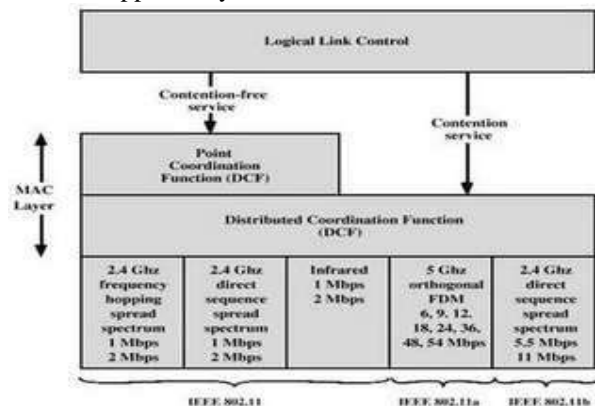 Logical Link Control
Contention-free
service
Contention
service
MAC
Layer
Point
Coordination
Function (DCF)
Distributed Coordination Function
(DCF)
2.4 Ghz
frequency
hopping
spread
spectrum
1 Mbps
2 Mbps
2.4 Ghz
direct
sequence
spread
spectrum
1 Mbps
2 Mbps
Infrared
1 Mbps
2 Mbps
5 Ghz
orthogonal
FDM
6, 9, 12,
18, 24, 36,
48, 54 Mbps
2.4 Ghz
direct
sequence
spread
spectrum
5.5 Mbps
11 Mbps
IEEE 802.11
IEEE 802.11a
IEEE 802.11b